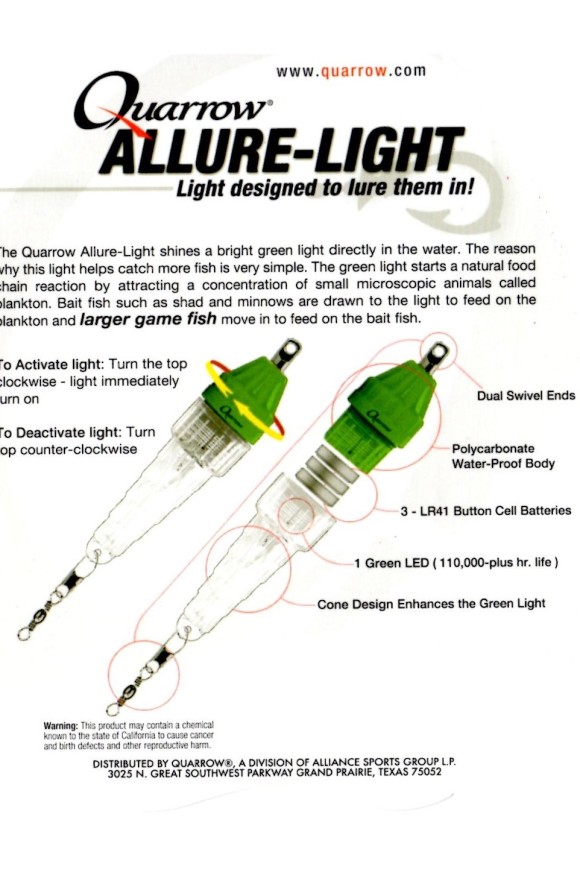 www.quarrow.com
Quarrow®
ALLURE-LIGHT
Light designed to lure them in!
he Quarrow Allure-Light shines a bright green light directly in the water. The reason
why this light helps catch more fish is very simple. The green light starts a natural food
chain reaction by attracting a concentration of small microscopic animals called
plankton. Bait fish such as shad and minnows are drawn to the light to feed on the
plankton and larger game fish move in to feed on the bait fish.
To Activate light: Turn the top
clockwise - light immediately
urn on
To Deactivate light: Turn
op counter-clockwise
Quarrow
Quarrow
Dual Swivel Ends
Polycarbonate
Water-Proof Body
3 - LR41 Button Cell Batteries
1 Green LED ( 110,000-plus hr. life )
Cone Design Enhances the Green Light
Warning: This product may contain a chemical
known to the state of California to cause cancer
and birth defects and other reproductive harm.
DISTRIBUTED BY QUARROW®, A DIVISION OF ALLIANCE SPORTS GROUP L.P.
3025 N. GREAT SOUTHWEST PARKWAY GRAND PRAIRIE, TEXAS 75052